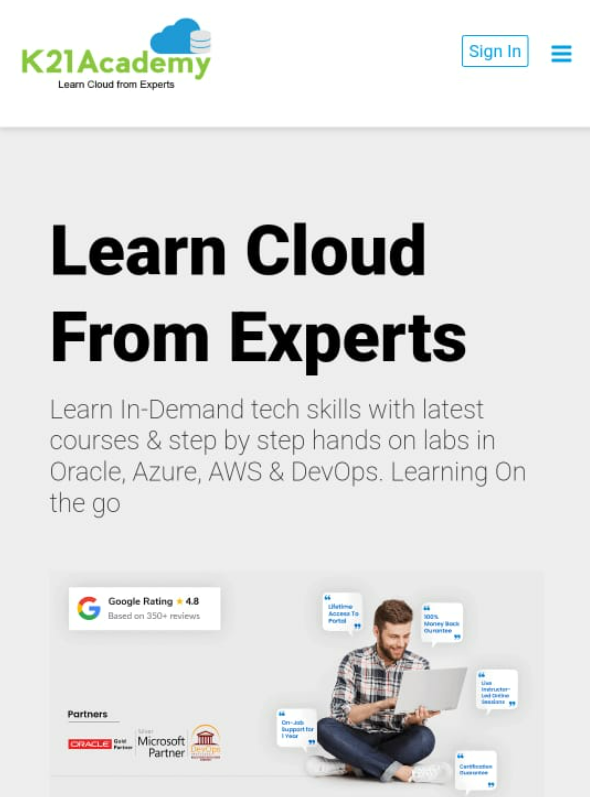 K21Academy
Learn Cloud from Experts
Sign In
Learn Cloud
From Experts
Learn In-Demand tech skills with latest
courses & step by step hands on labs in
Oracle, Azure, AWS & DevOps. Learning On
the go
Google Rating ★ 4.8
Based on 350+ reviews
Lifetime
Access To
Portal
100%
Money Back
Gurantee
Live
Instructor-
Led Online
Sessions
On-Job
Support for
1 Year
Certification
Guarantee
Partners
ORACLE Gold
Partner
Silver
Microsoft
Partner
DevOps